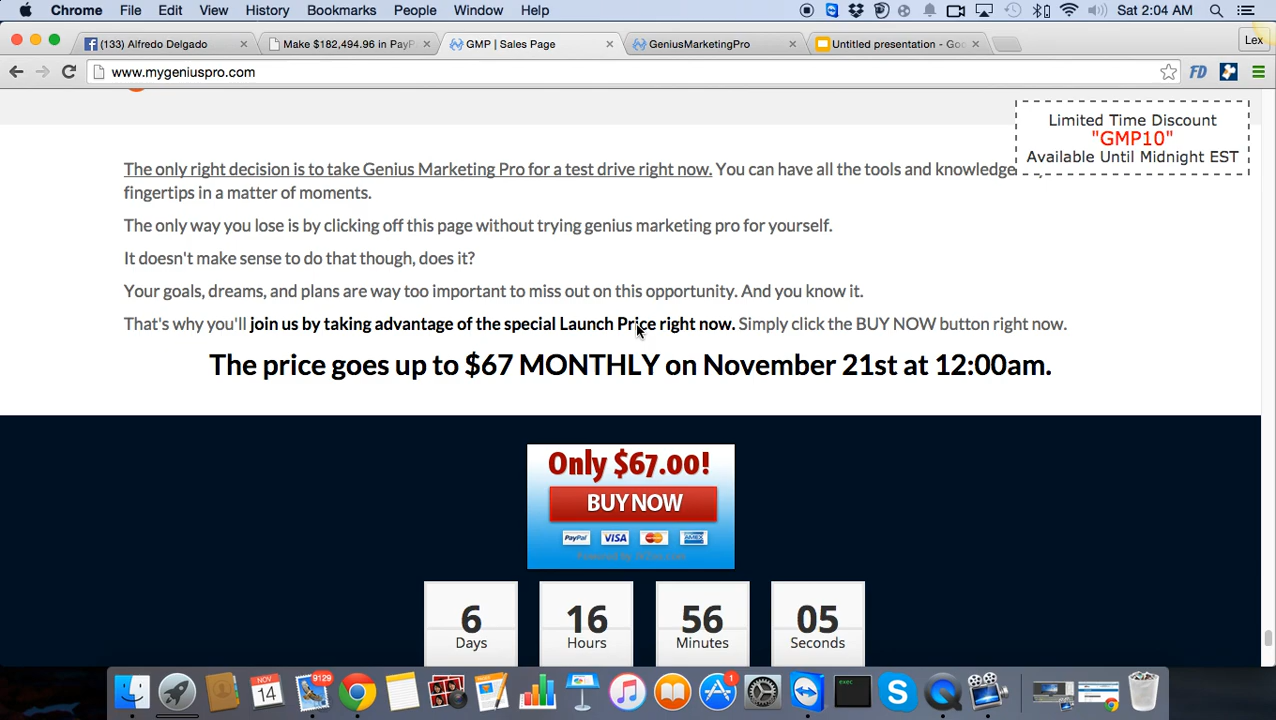 Chrome File Edit View History Bookmarks People Window Help Sat 2:04 AM
(133) Alfredo Delgado
Make $182,494.96 in PayP
GMP | Sales Page
GeniusMarketingPro
Untitled presentation - Goo
Lex
www.mygeniuspro.com
FD
Limited Time Discount
"GMP10"
Available Until Midnight EST
The only right decision is to take Genius Marketing Pro for a test drive right now. You can have all the tools and knowledge
fingertips in a matter of moments.
The only way you lose is by clicking off this page without trying genius marketing pro for yourself.
It doesn't make sense to do that though, does it?
Your goals, dreams, and plans are way too important to miss out on this opportunity. And you know it.
That's why you'll join us by taking advantage of the special Launch Price right now. Simply click the BUY NOW button right now.
The price goes up to $67 MONTHLY on November 21st at 12:00am.
Only $67.00!
BUY NOW
PayPal VISA MasterCard AMEX
6 16 56 05
Days Hours Minutes Seconds
NOV
14
9129
1
exec